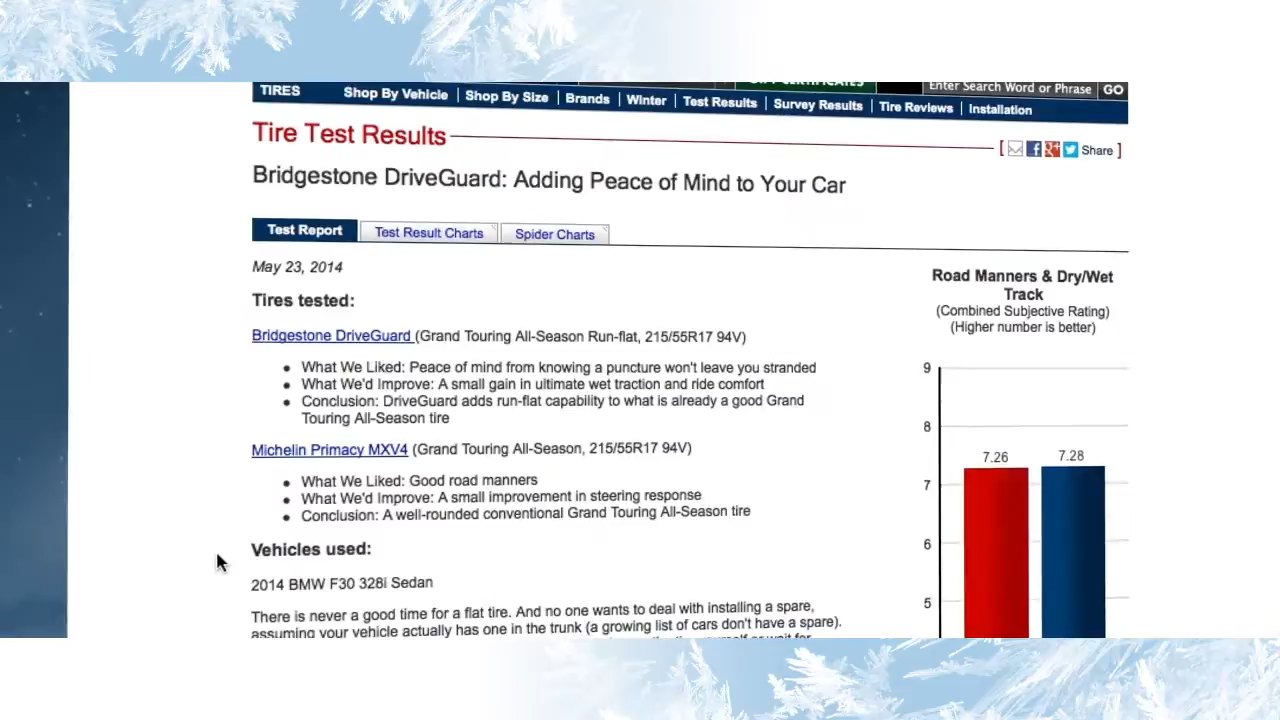 GIFT CERTIFICATES
Enter Search Word or Phrase GO
TIRES Shop By Vehicle Shop By Size Brands Winter Test Results Survey Results Tire Reviews Installation
Tire Test Results
[ Share ]
Bridgestone DriveGuard: Adding Peace of Mind to Your Car
Test Report Test Result Charts Spider Charts
May 23, 2014
Tires tested:
Bridgestone DriveGuard (Grand Touring All-Season Run-flat, 215/55R17 94V)
• What We Liked: Peace of mind from knowing a puncture won't leave you stranded
• What We'd Improve: A small gain in ultimate wet traction and ride comfort
• Conclusion: DriveGuard adds run-flat capability to what is already a good Grand
Touring All-Season tire
Michelin Primacy MXV4 (Grand Touring All-Season, 215/55R17 94V)
• What We Liked: Good road manners
• What We'd Improve: A small improvement in steering response
• Conclusion: A well-rounded conventional Grand Touring All-Season tire
Vehicles used:
2014 BMW F30 328i Sedan
There is never a good time for a flat tire. And no one wants to deal with installing a spare,
assuming your vehicle actually has one in the trunk (a growing list of cars don't have a spare).
Road Manners & Dry/Wet
Track
(Combined Subjective Rating)
(Higher number is better)
9
8
7.26 7.28
7
6
5